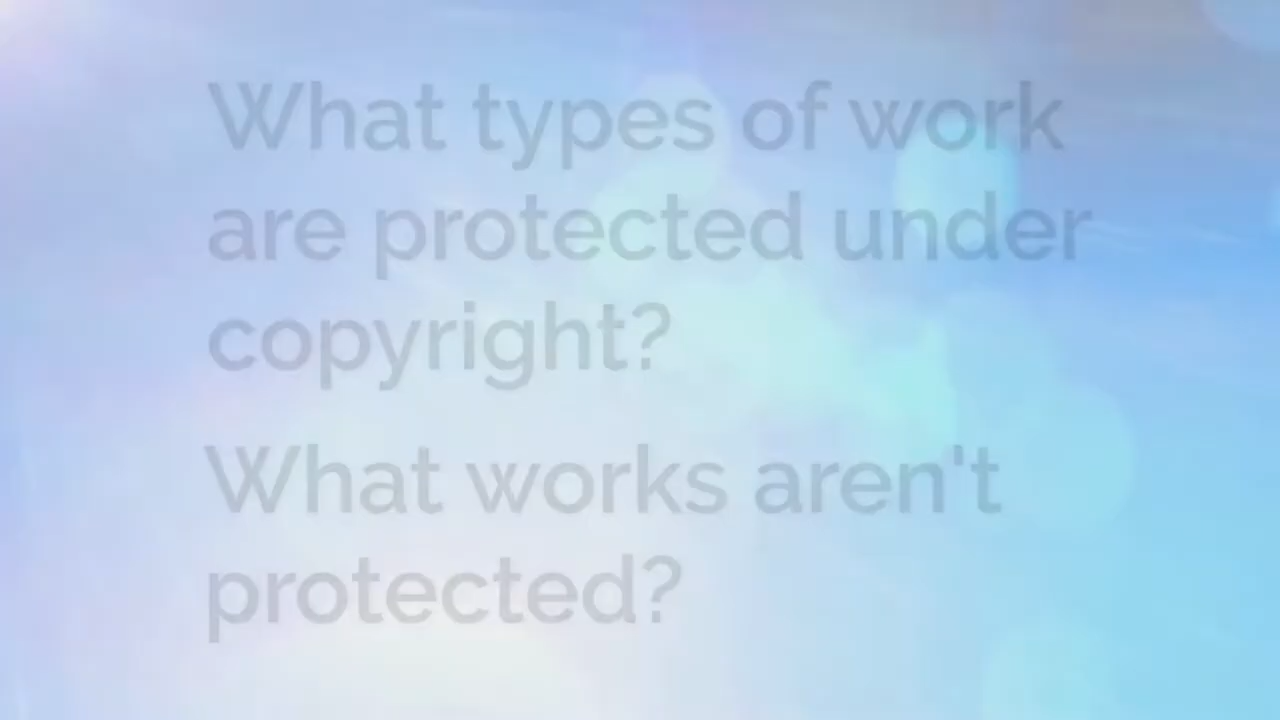 What types of work
are protected under
copyright?
What works aren't
protected?